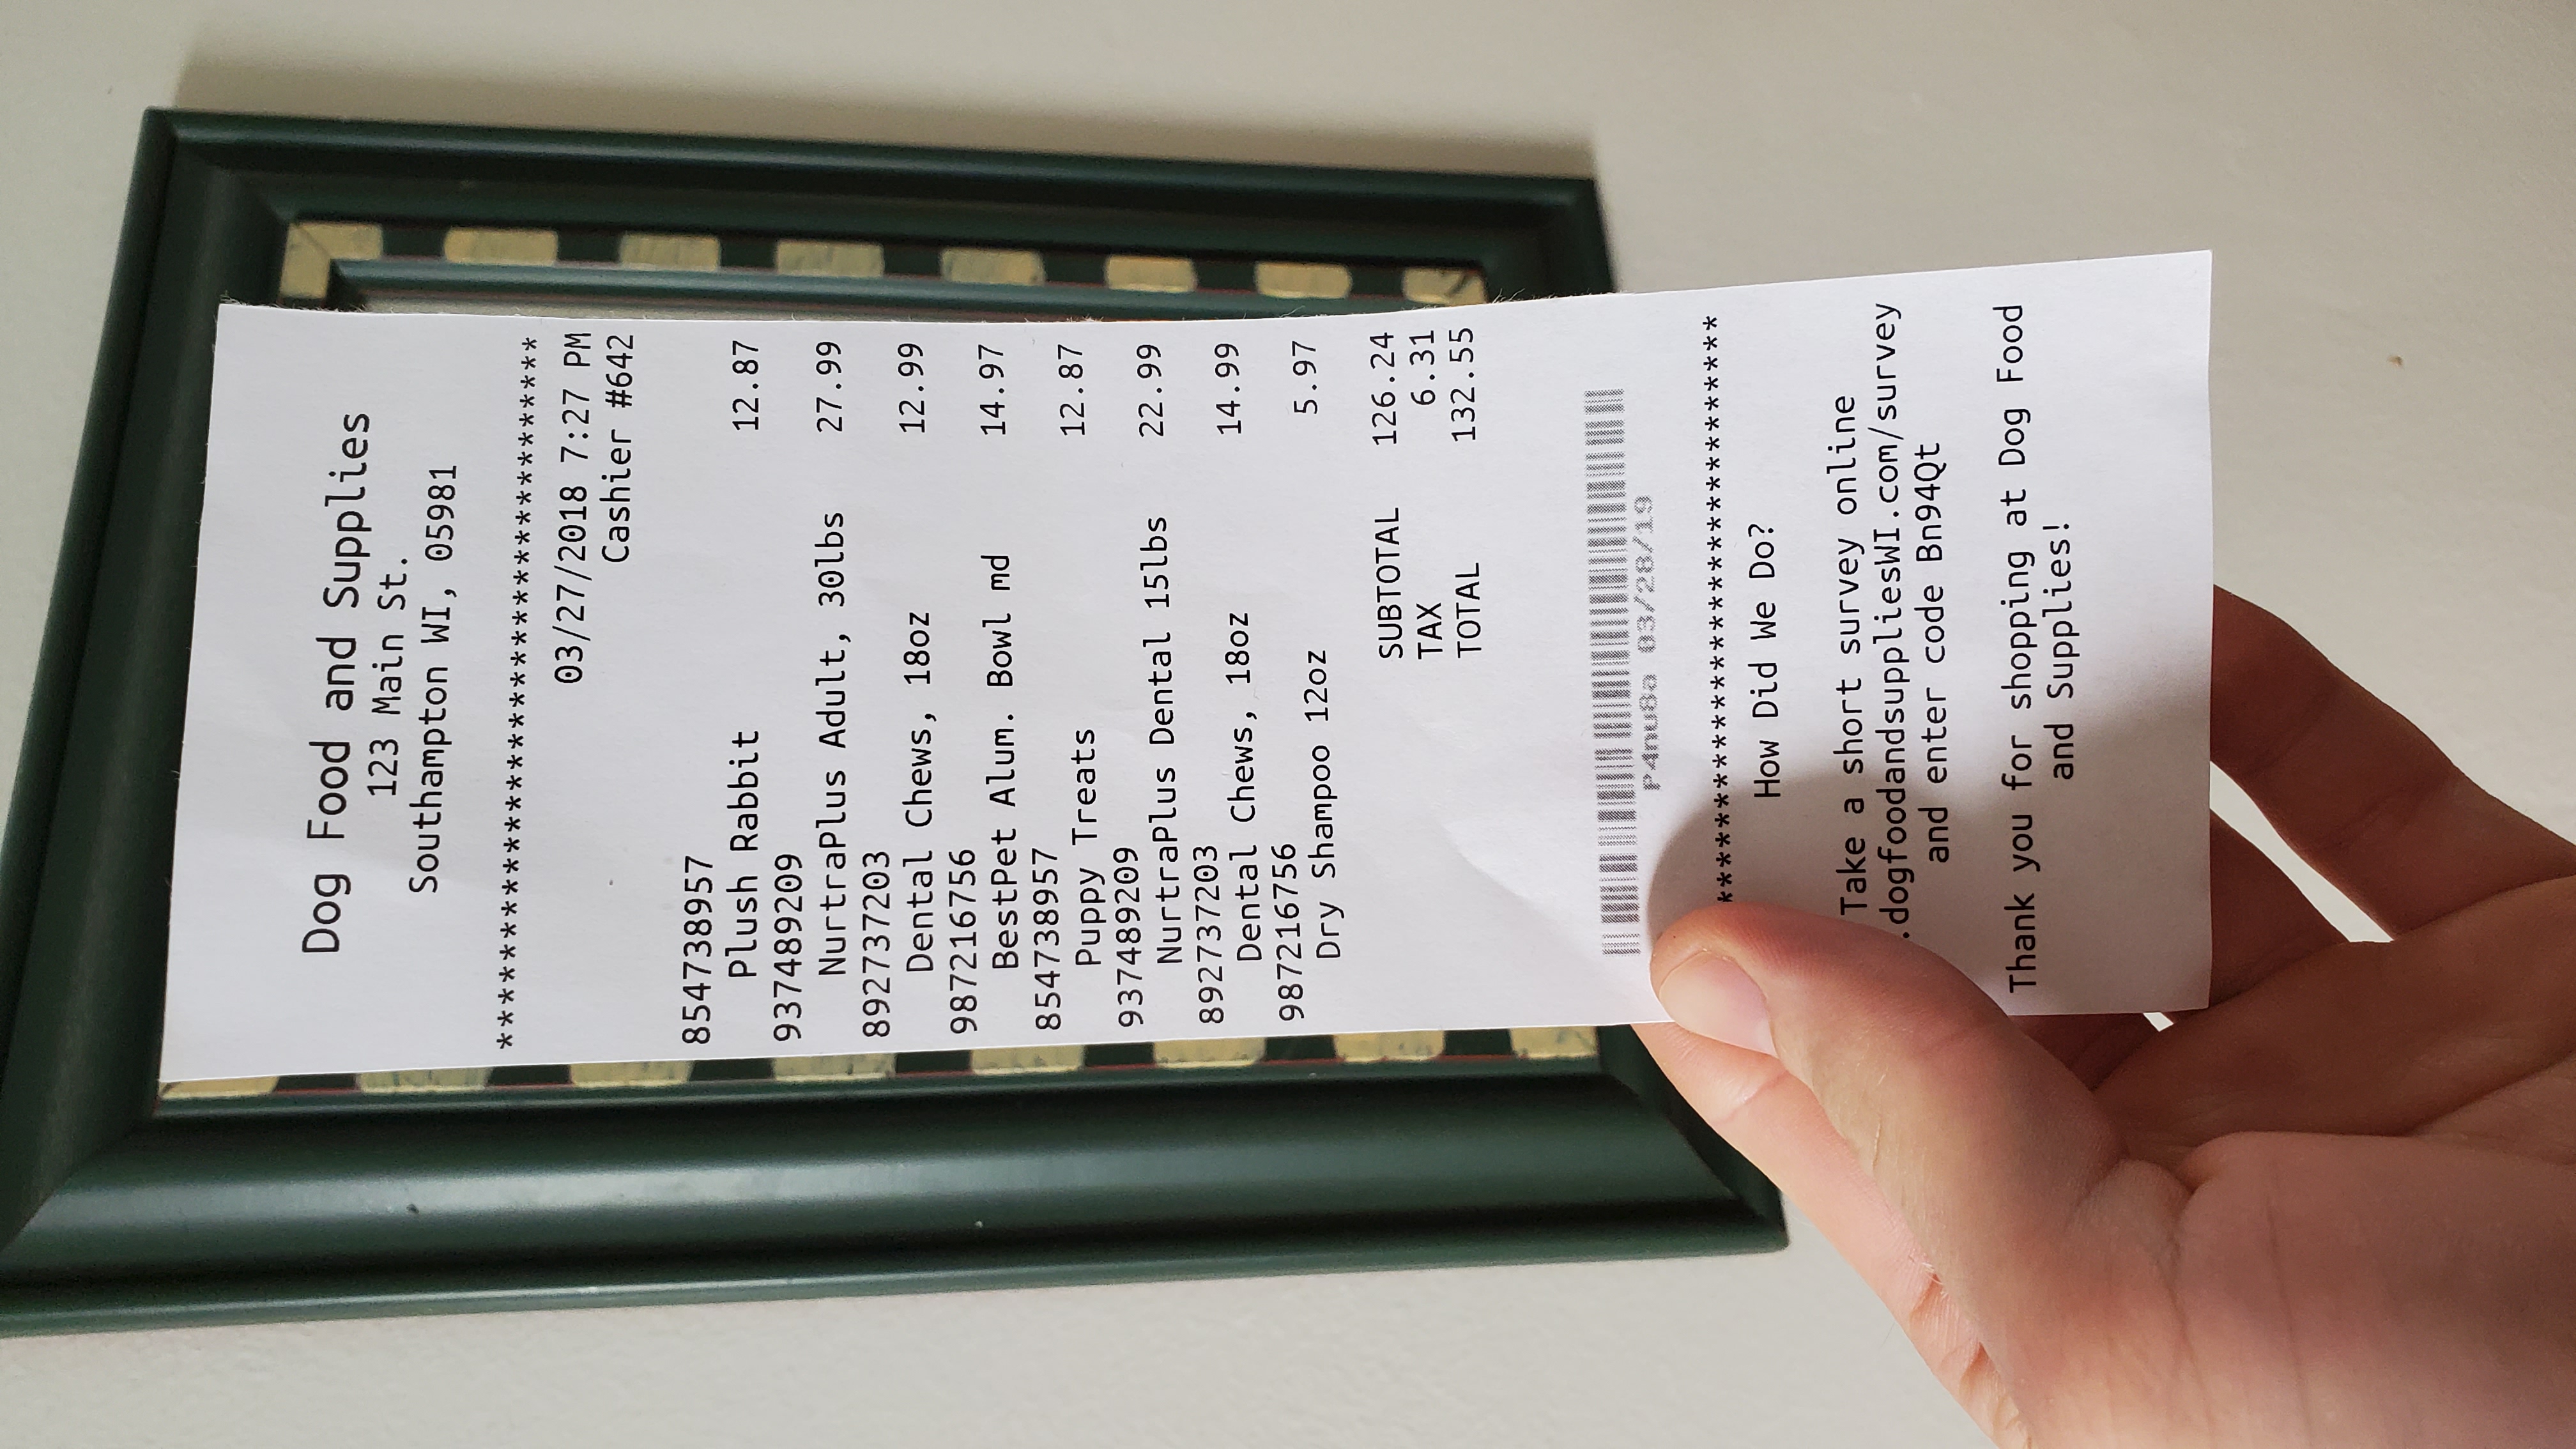 Dog Food and Supplies
123 Main St.
Southampton WI, 05981
***********************************
03/27/2018 7:27 PM
Cashier #642
854738957
Plush Rabbit 12.87
937489209
NurtraPlus Adult, 30lbs 27.99
892737203
Dental Chews, 18oz 12.99
987216756
BestPet Alum. Bowl md 14.97
854738957
Puppy Treats 12.87
937489209
NurtraPlus Dental 15lbs 22.99
892737203
Dental Chews, 18oz 14.99
987216756
Dry Shampoo 12oz 5.97
SUBTOTAL 126.24
TAX 6.31
TOTAL 132.55
P4nu8a 03/28/19
******************************
How Did We Do?
Take a short survey online
.dogfoodandsuppliesWI.com/survey
and enter code Bn94Qt
Thank you for shopping at Dog Food
and Supplies!